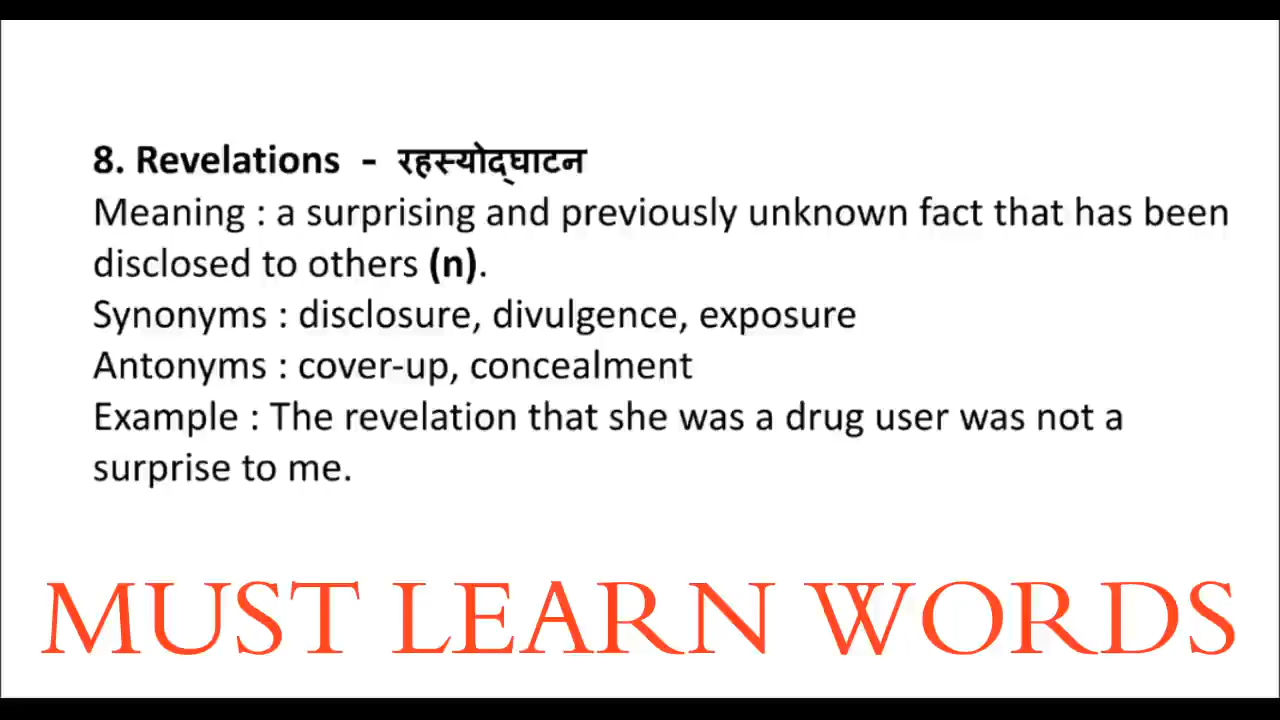 8. Revelations - रहस्योद्घाटन
Meaning : a surprising and previously unknown fact that has been
disclosed to others (n).
Synonyms : disclosure, divulgence, exposure
Antonyms : cover-up, concealment
Example : The revelation that she was a drug user was not a
surprise to me.
MUST LEARN WORDS